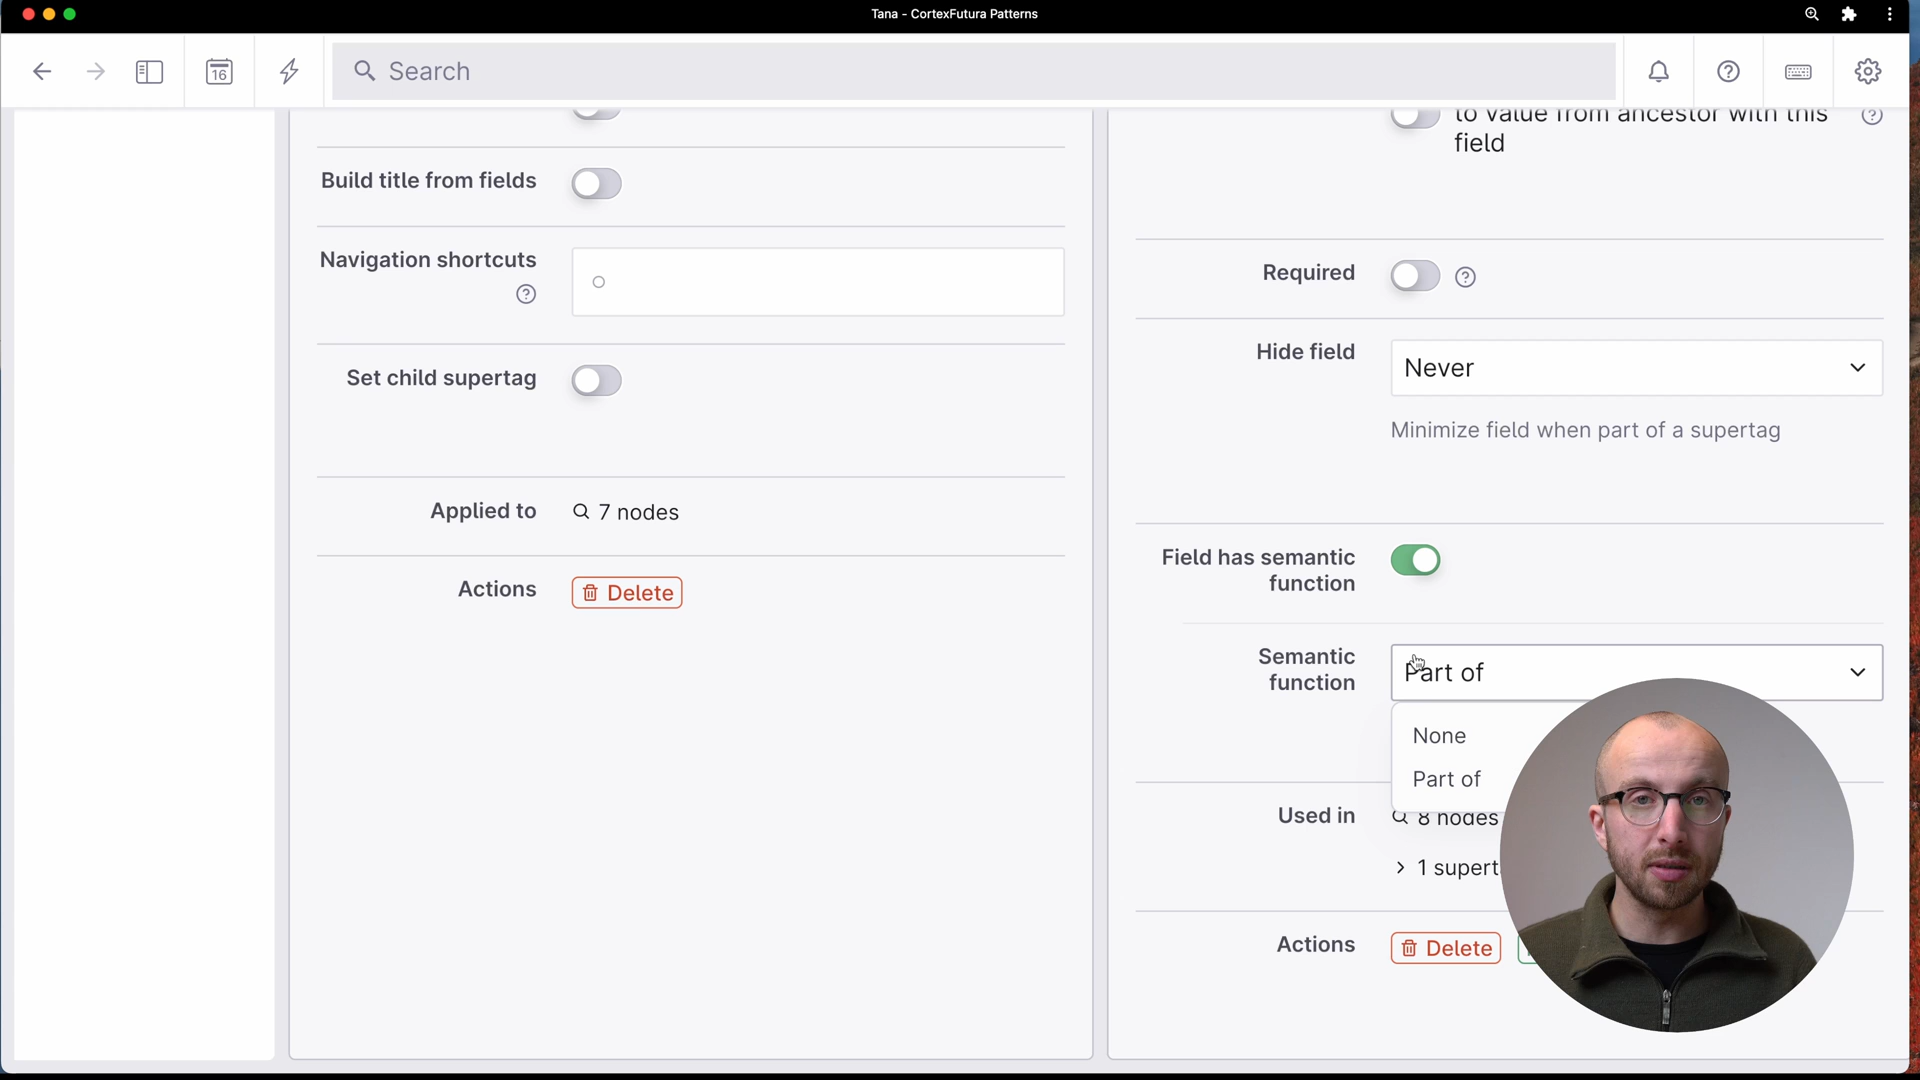 Tana - CortexFutura Patterns
16
Search
Build title from fields
Navigation shortcuts
Set child supertag
Applied to
7 nodes
Actions
Delete
to value from ancestor with this
field
Required
Hide field
Never
Minimize field when part of a supertag
Field has semantic
function
Semantic
function
Part of
None
Part of
Used in
8 nodes
1 supert
Actions
Delete